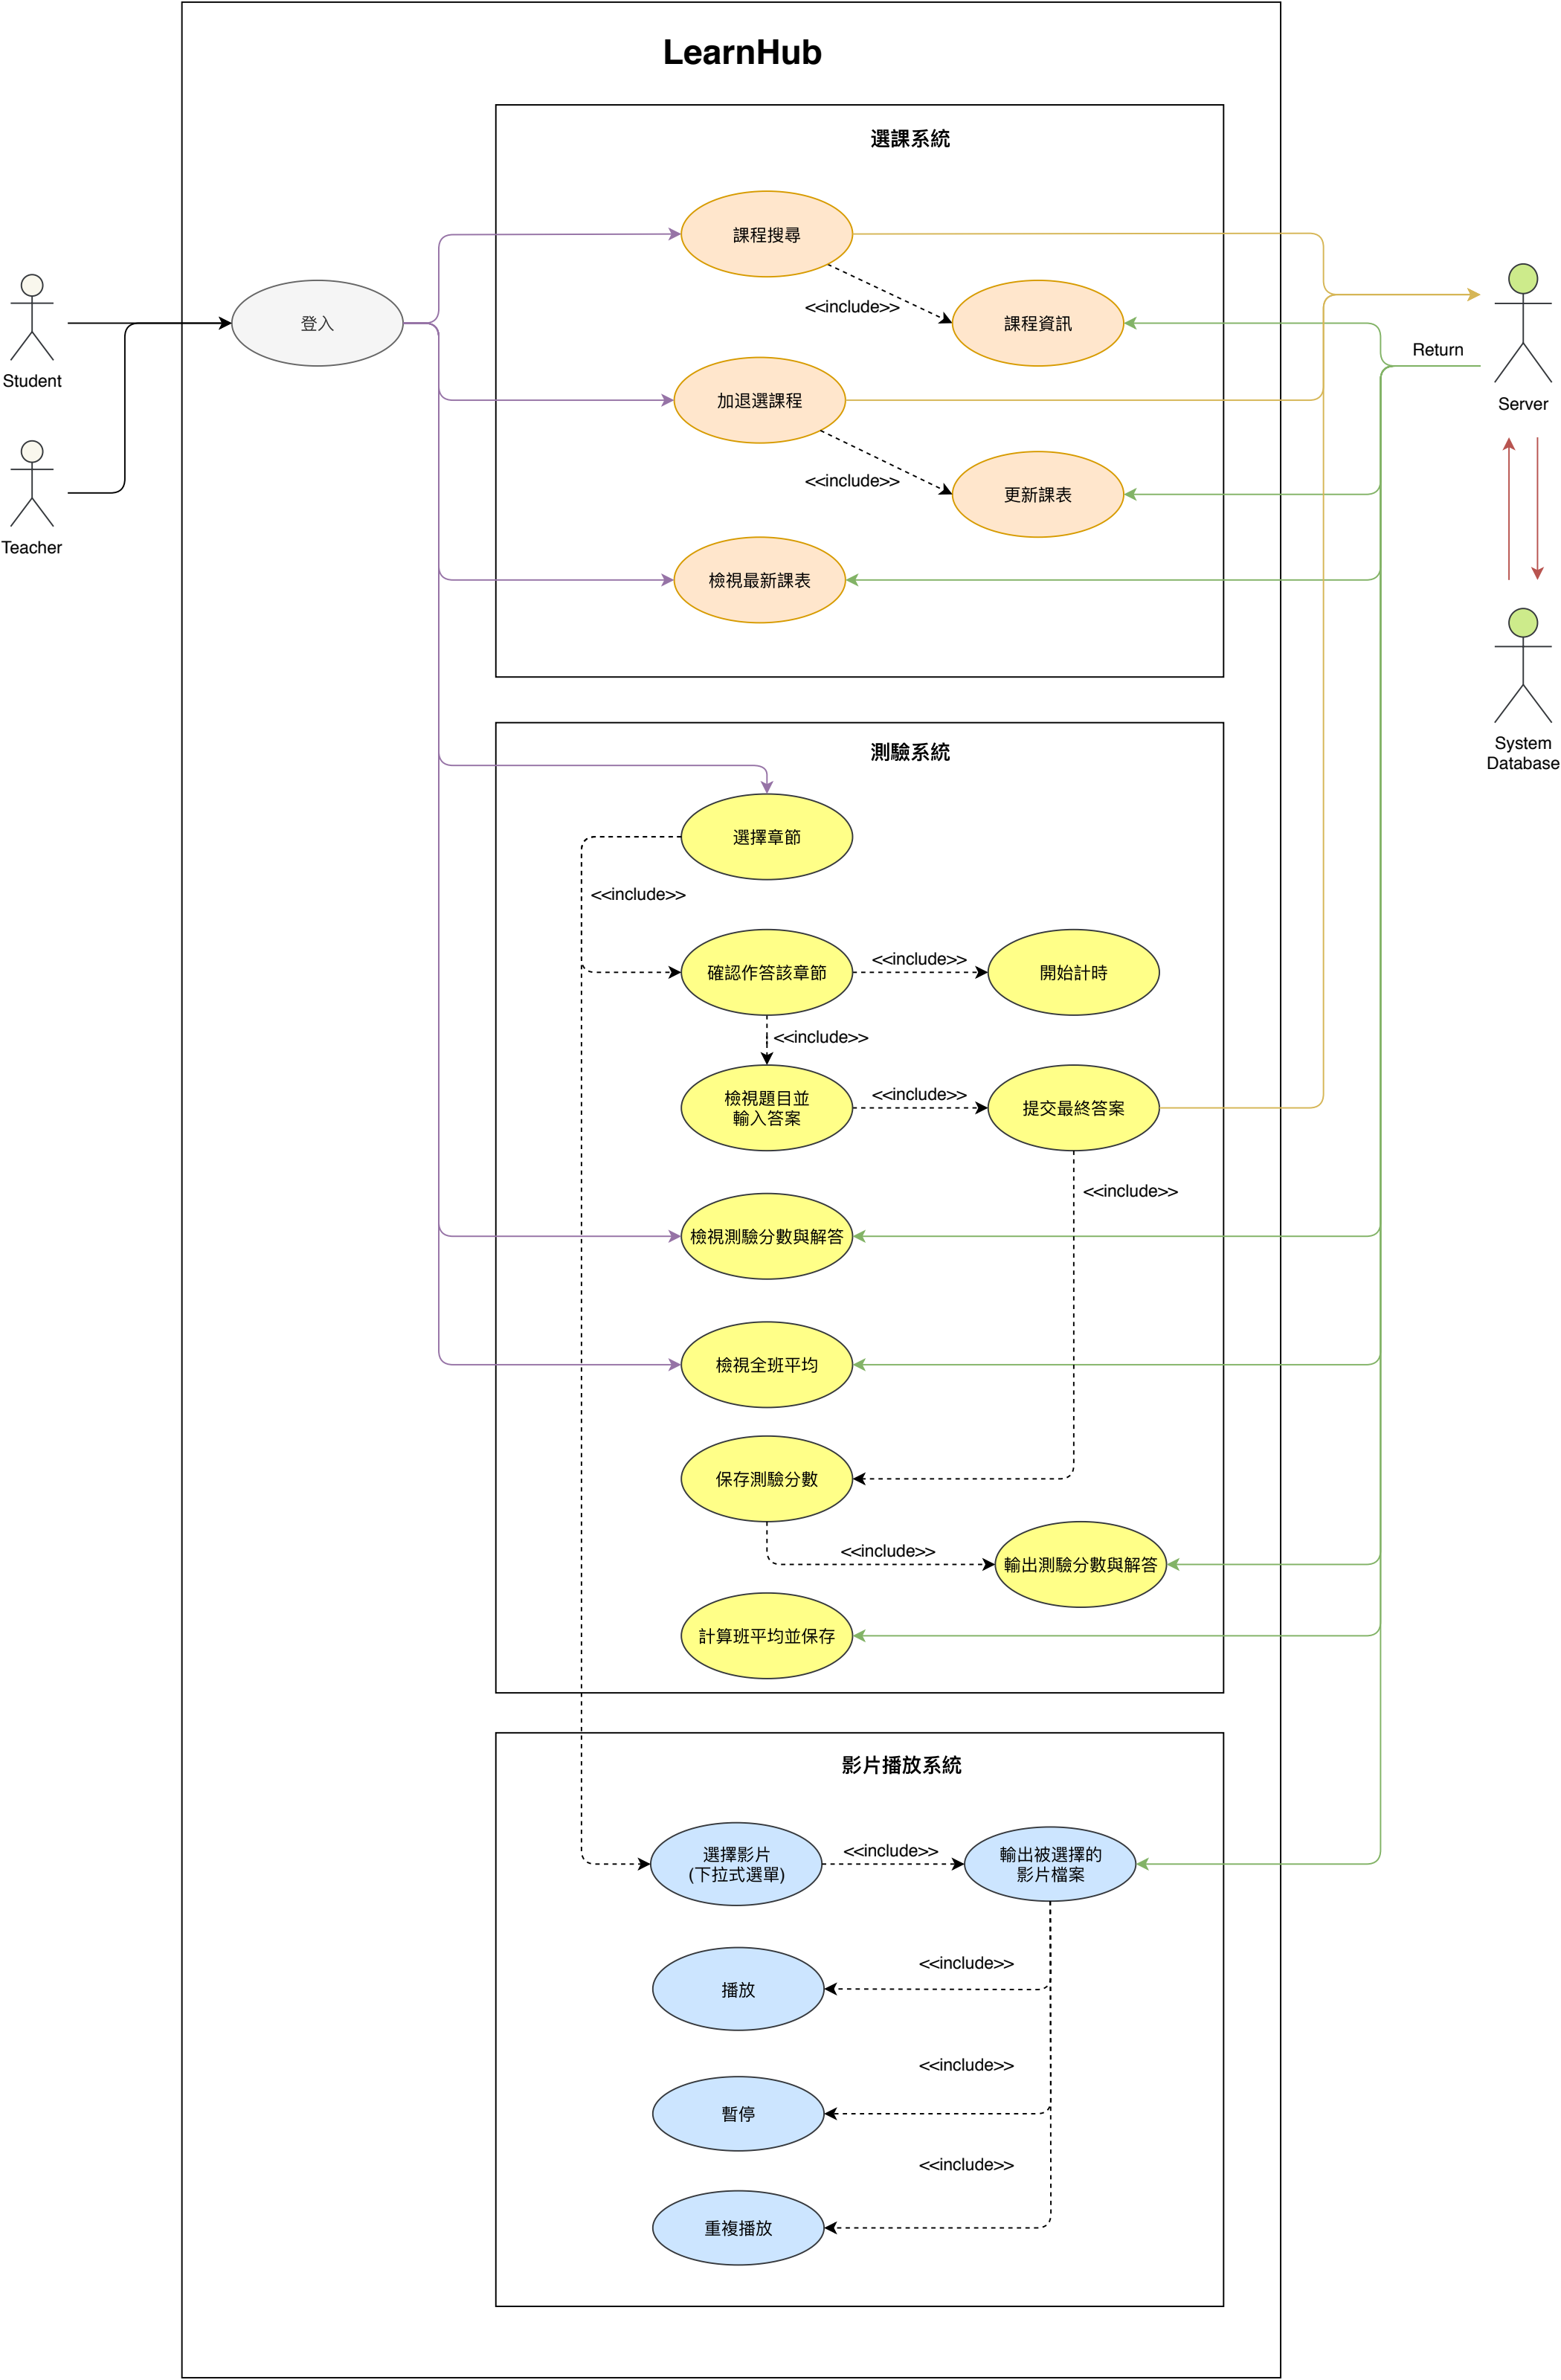 LearnHub
選課系統
課程搜尋
<<include>>
課程資訊
登入
Student
Teacher
加退選課程
<<include>>
更新課表
檢視最新課表
Return
Server
System
Database
測驗系統
選擇章節
<<include>>
確認作答該章節
<<include>>
開始計時
<<include>>
檢視題目並
輸入答案
<<include>>
提交最終答案
<<include>>
檢視測驗分數與解答
檢視全班平均
保存測驗分數
<<include>>
輸出測驗分數與解答
計算班平均並保存
影片播放系統
選擇影片
(下拉式選單)
<<include>>
輸出被選擇的
影片檔案
<<include>>
播放
<<include>>
暫停
<<include>>
重複播放